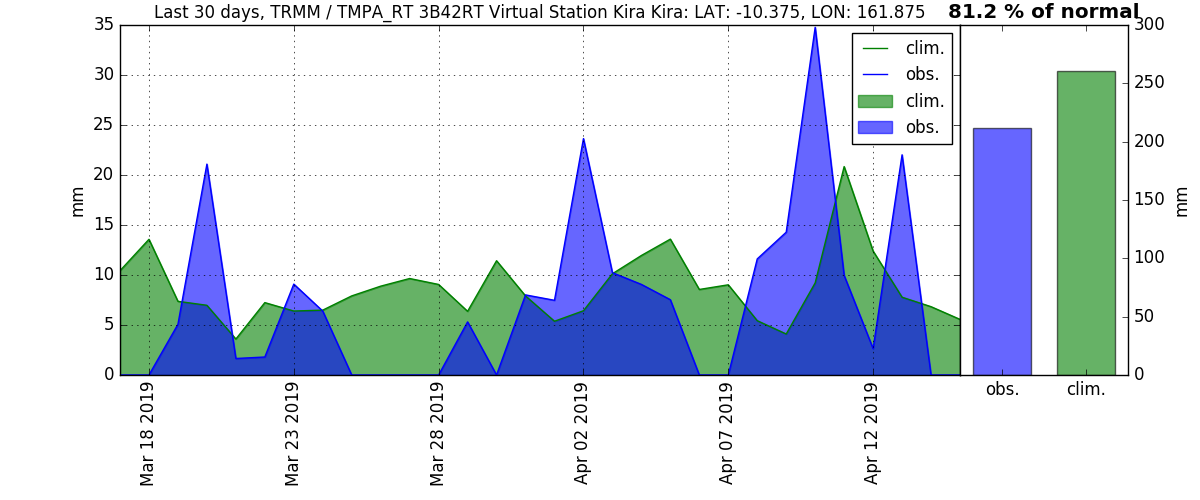 Last 30 days, TRMM / TMPA_RT 3B42RT Virtual Station Kira Kira: LAT: -10.375, LON: 161.875
81.2 % of normal
35
30
25
20
15
10
5
0
mm
clim.
obs.
clim.
obs.
Mar 18 2019
Mar 23 2019
Mar 28 2019
Apr 02 2019
Apr 07 2019
Apr 12 2019
300
250
200
150
100
50
0
mm
obs.
clim.